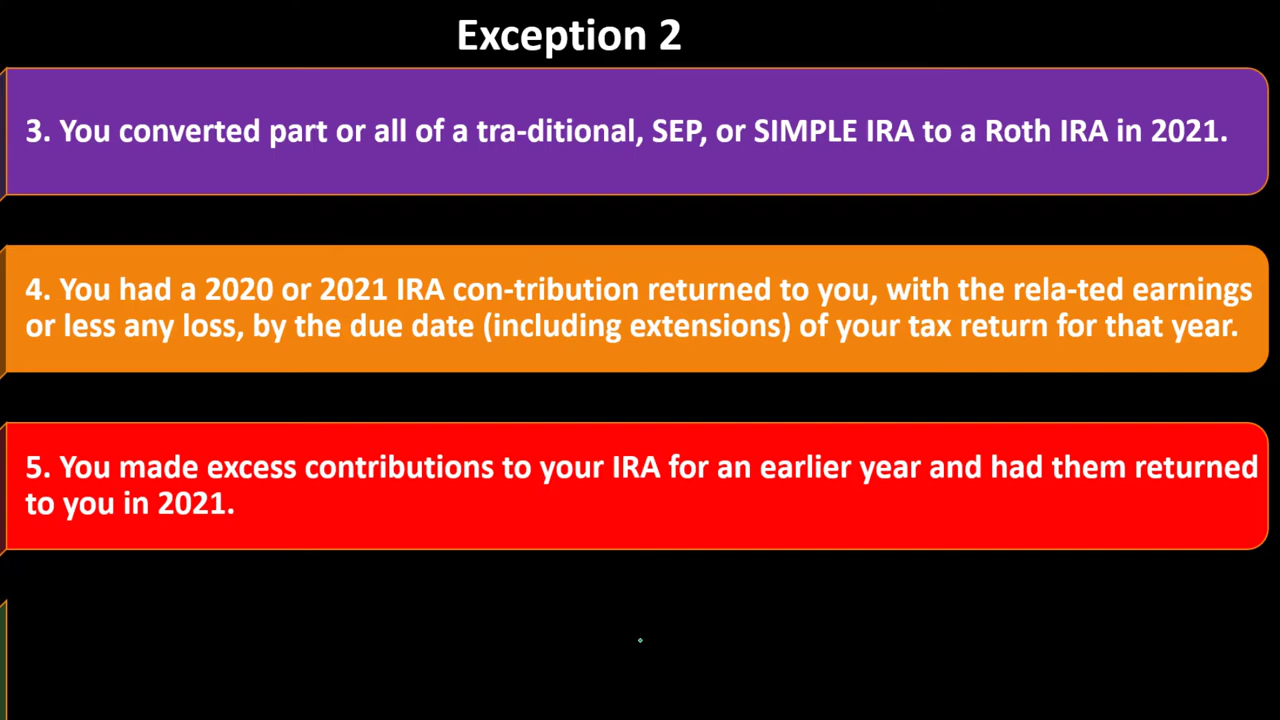 Exception 2
3. You converted part or all of a tra-ditional, SEP, or SIMPLE IRA to a Roth IRA in 2021.
4. You had a 2020 or 2021 IRA con-tribution returned to you, with the rela-ted earnings
or less any loss, by the due date (including extensions) of your tax return for that year.
5. You made excess contributions to your IRA for an earlier year and had them returned
to you in 2021.